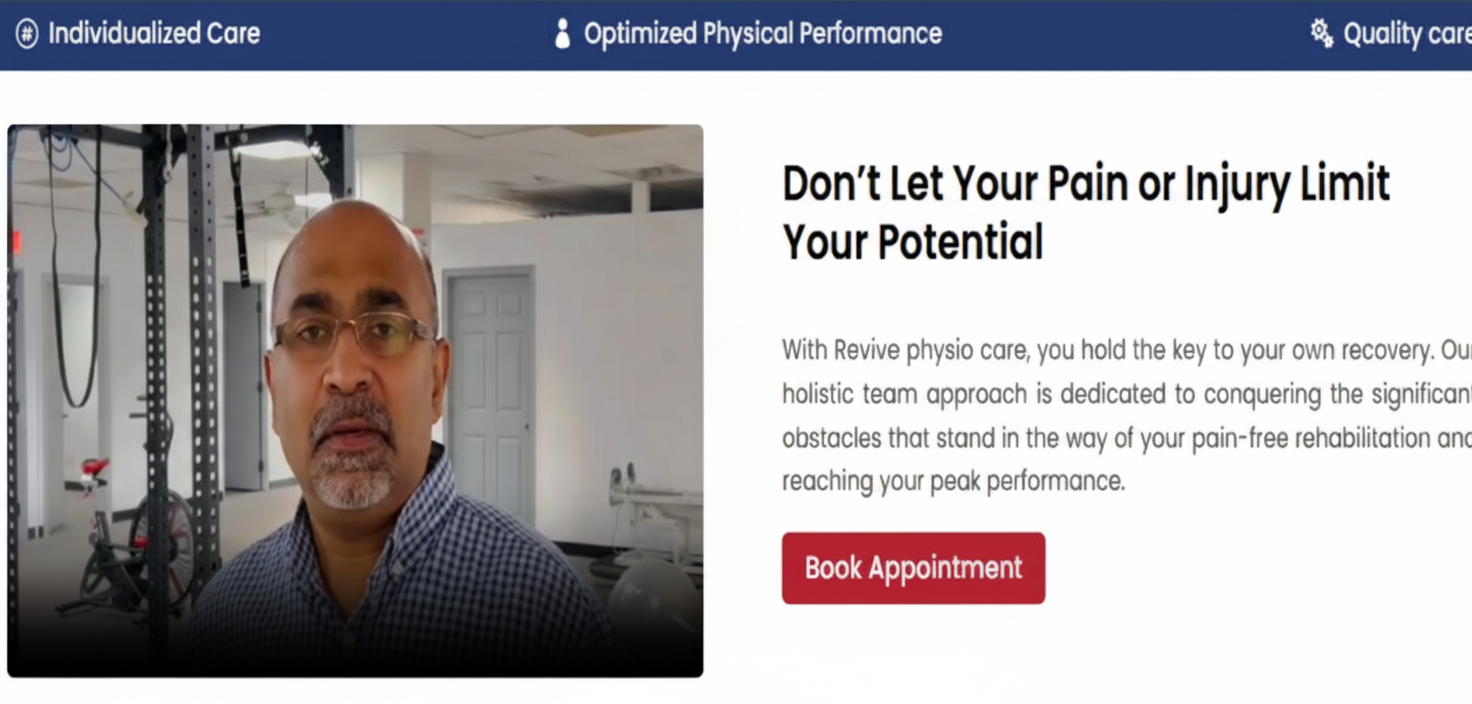 Individualized Care
Optimized Physical Performance
Quality care
Don’t Let Your Pain or Injury Limit
Your Potential
With Revive physio care, you hold the key to your own recovery. Our
holistic team approach is dedicated to conquering the significant
obstacles that stand in the way of your pain-free rehabilitation and
reaching your peak performance.
Book Appointment